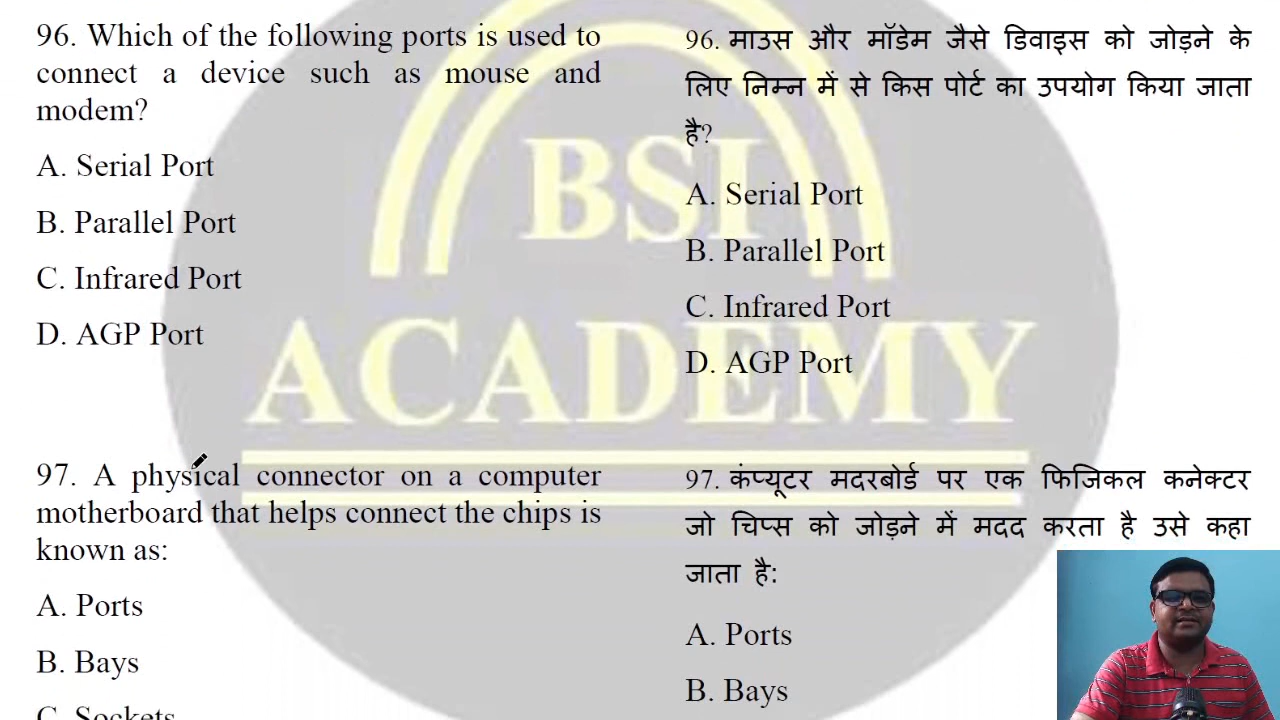 96. Which of the following ports is used to
connect a device such as mouse and
modem?
A. Serial Port
B. Parallel Port
C. Infrared Port
D. AGP Port
97. A physical connector on a computer
motherboard that helps connect the chips is
known as:
A. Ports
B. Bays
C. Sockets
96. माउस और मॉडेम जैसे डिवाइस को जोड़ने के
लिए निम्न में से किस पोर्ट का उपयोग किया जाता
है?
A. Serial Port
B. Parallel Port
C. Infrared Port
D. AGP Port
97. कंप्यूटर मदरबोर्ड पर एक फिजिकल कनेक्टर
जो चिप्स को जोड़ने में मदद करता है उसे कहा
जाता है:
A. Ports
B. Bays
BSI
ACADEMY